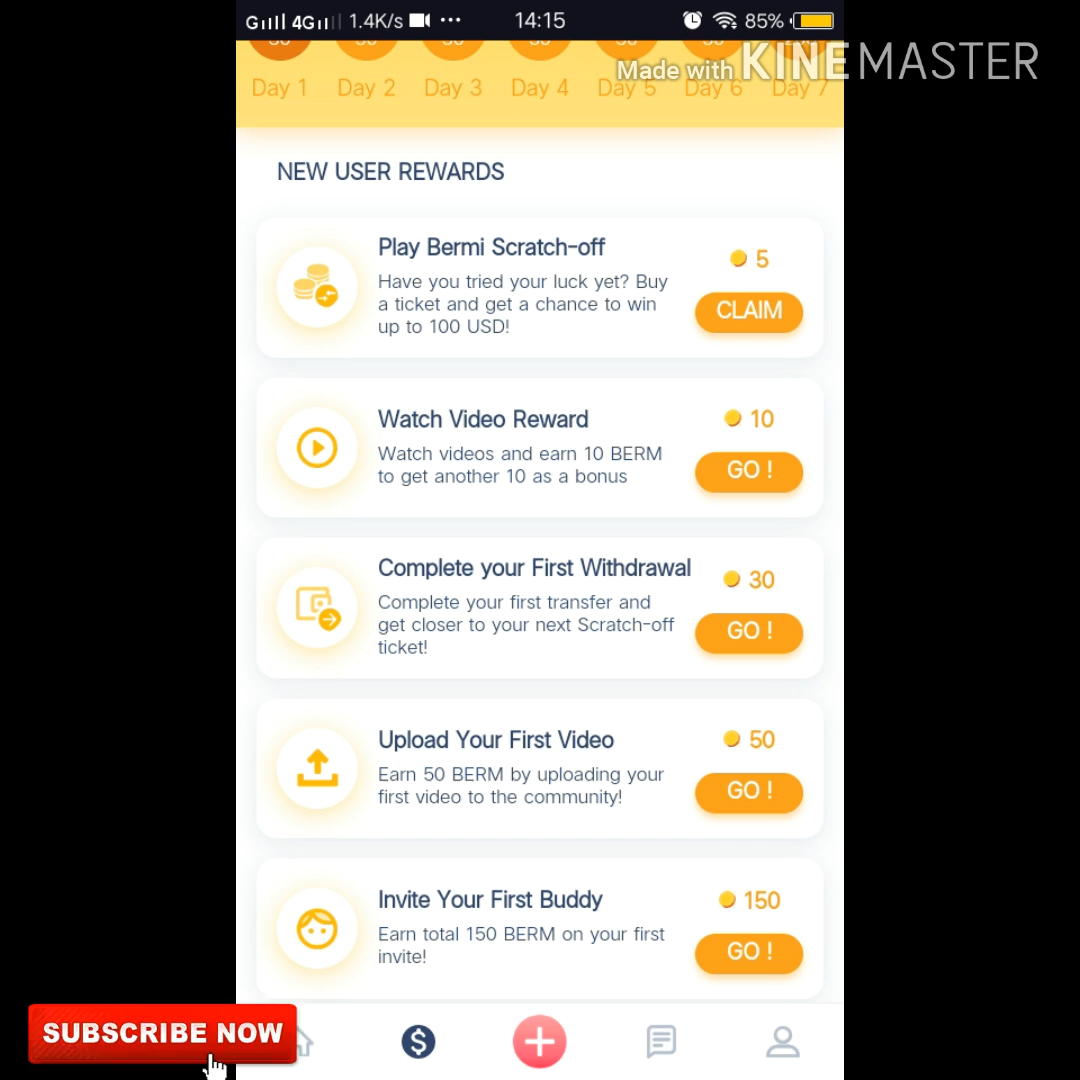 G 4G 1.4K/s ••• 14:15 85%
Made with KINEMASTER
Day 1 Day 2 Day 3 Day 4 Day 5 Day 6 Day 7
NEW USER REWARDS
Play Bermi Scratch-off
5
Have you tried your luck yet? Buy
a ticket and get a chance to win
up to 100 USD!
CLAIM
Watch Video Reward
10
Watch videos and earn 10 BERM
to get another 10 as a bonus
GO !
Complete your First Withdrawal
30
Complete your first transfer and
get closer to your next Scratch-off
ticket!
GO !
Upload Your First Video
50
Earn 50 BERM by uploading your
first video to the community!
GO !
Invite Your First Buddy
150
Earn total 150 BERM on your first
invite!
GO !
SUBSCRIBE NOW
$